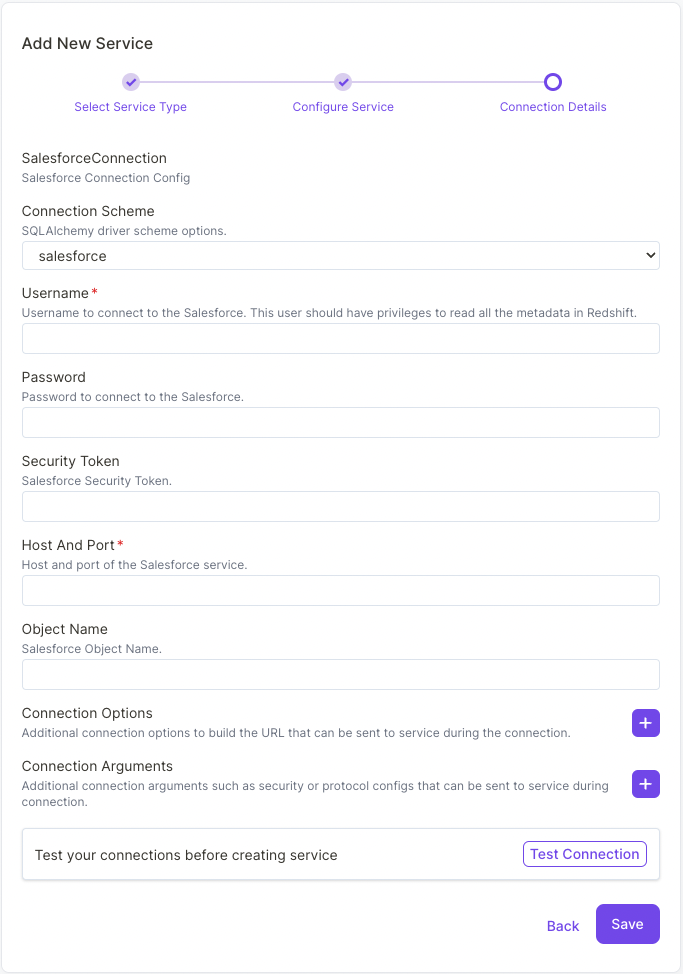 Add New Service
Select Service Type
Configure Service
Connection Details
SalesforceConnection
Salesforce Connection Config
Connection Scheme
SQLAlchemy driver scheme options.
salesforce
Username*
Username to connect to the Salesforce. This user should have privileges to read all the metadata in Redshift.
Password
Password to connect to the Salesforce.
Security Token
Salesforce Security Token.
Host And Port*
Host and port of the Salesforce service.
Object Name
Salesforce Object Name.
Connection Options
Additional connection options to build the URL that can be sent to service during the connection.
Connection Arguments
Additional connection arguments such as security or protocol configs that can be sent to service during
connection.
Test your connections before creating service
Test Connection
Back
Save